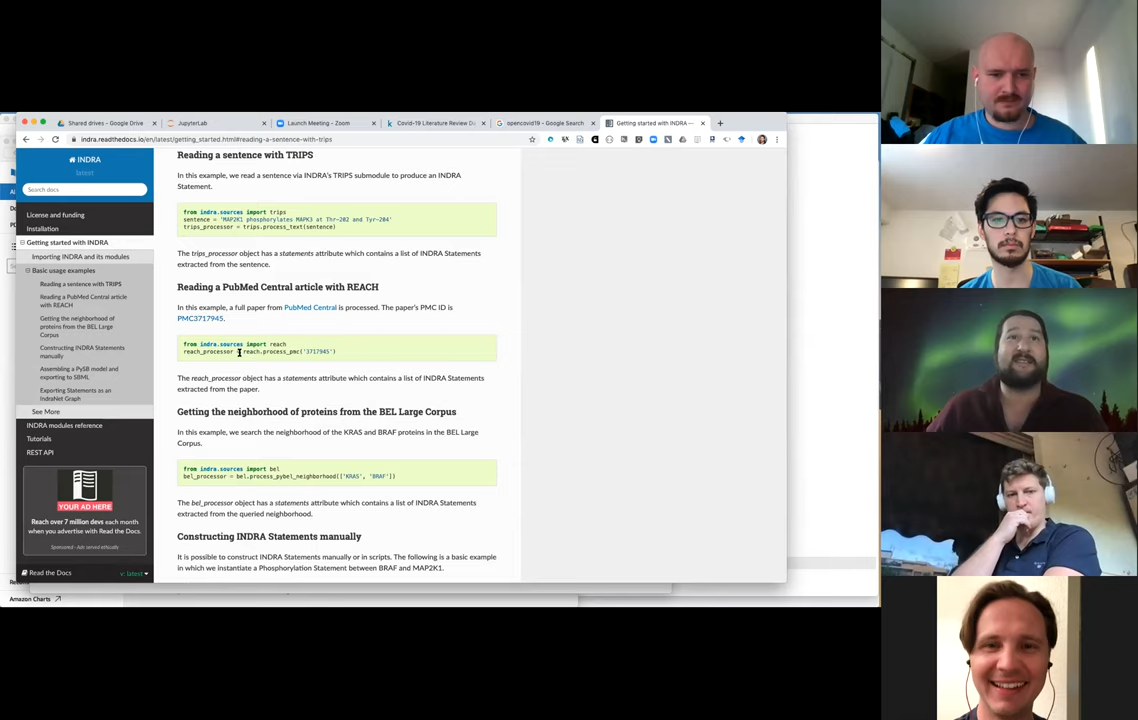 Shared drives - Google Drive
JupyterLab
Launch Meeting - Zoom
Covid-19 Literature Review Da
opencovid19 - Google Search
Getting started with INDRA —
indra.readthedocs.io/en/latest/getting_started.html#reading-a-sentence-with-trips
INDRA
latest
Search docs
License and funding
Installation
Getting started with INDRA
Importing INDRA and its modules
Basic usage examples
Reading a sentence with TRIPS
Reading a PubMed Central article
with REACH
Getting the neighborhood of proteins
from the BEL Large
Corpus
Constructing INDRA Statements
manually
Assembling a PySB model and
exporting to SBML
Exporting Statements as an
IndraNet Graph
See More
INDRA modules reference
Tutorials
REST API
YOUR AD HERE
Reach over 7 million devs each month
when you advertise with Read the Docs.
Sponsored · Ads served ethically
Read the Docs
v: latest
Amazon Charts
Reading a sentence with TRIPS
In this example, we read a sentence via INDRA's TRIPS submodule to produce an INDRA
Statement.
from indra.sources import trips
sentence = 'MAP2K1 phosphorylates MAPK3 at Thr-202 and Tyr-204'
trips_processor = trips.process_text(sentence)
The trips_processor object has a statements attribute which contains a list of INDRA Statements
extracted from the sentence.
Reading a PubMed Central article with REACH
In this example, a full paper from PubMed Central is processed. The paper's PMC ID is
PMC3717945.
from indra.sources import reach
reach_processor = reach.process_pmc('3717945')
The reach_processor object has a statements attribute which contains a list of INDRA Statements
extracted from the paper.
Getting the neighborhood of proteins from the BEL Large Corpus
In this example, we search the neighborhood of the KRAS and BRAF proteins in the BEL Large
Corpus.
from indra.sources import bel
bel_processor = bel.process_pybel_neighborhood(['KRAS', 'BRAF'])
The bel_processor object has a statements attribute which contains a list of INDRA Statements
extracted from the queried neighborhood.
Constructing INDRA Statements manually
It is possible to construct INDRA Statements manually or in scripts. The following is a basic example
in which we instantiate a Phosphorylation Statement between BRAF and MAP2K1.